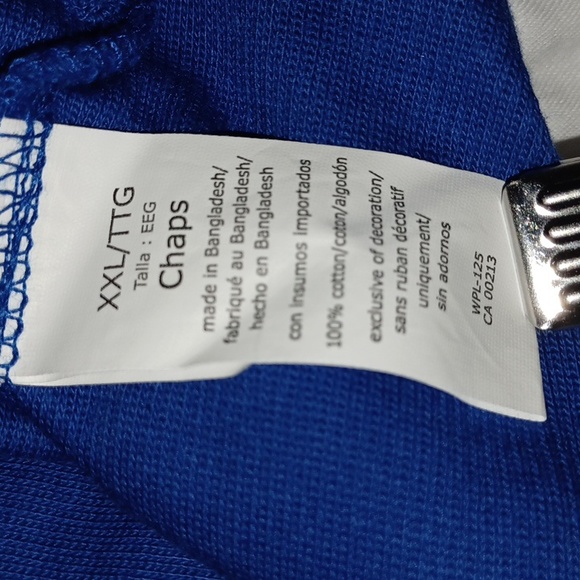 XXL/TTG
Talla : EEG
Chaps
made in Bangladesh/
fabriqué au Bangladesh/
hecho en Bangladesh
con insumos importados
100% cotton/coton/algodón
exclusive of decoration/
sans ruban décoratif
uniquement/
sin adornos
WPL-125
CA 00213